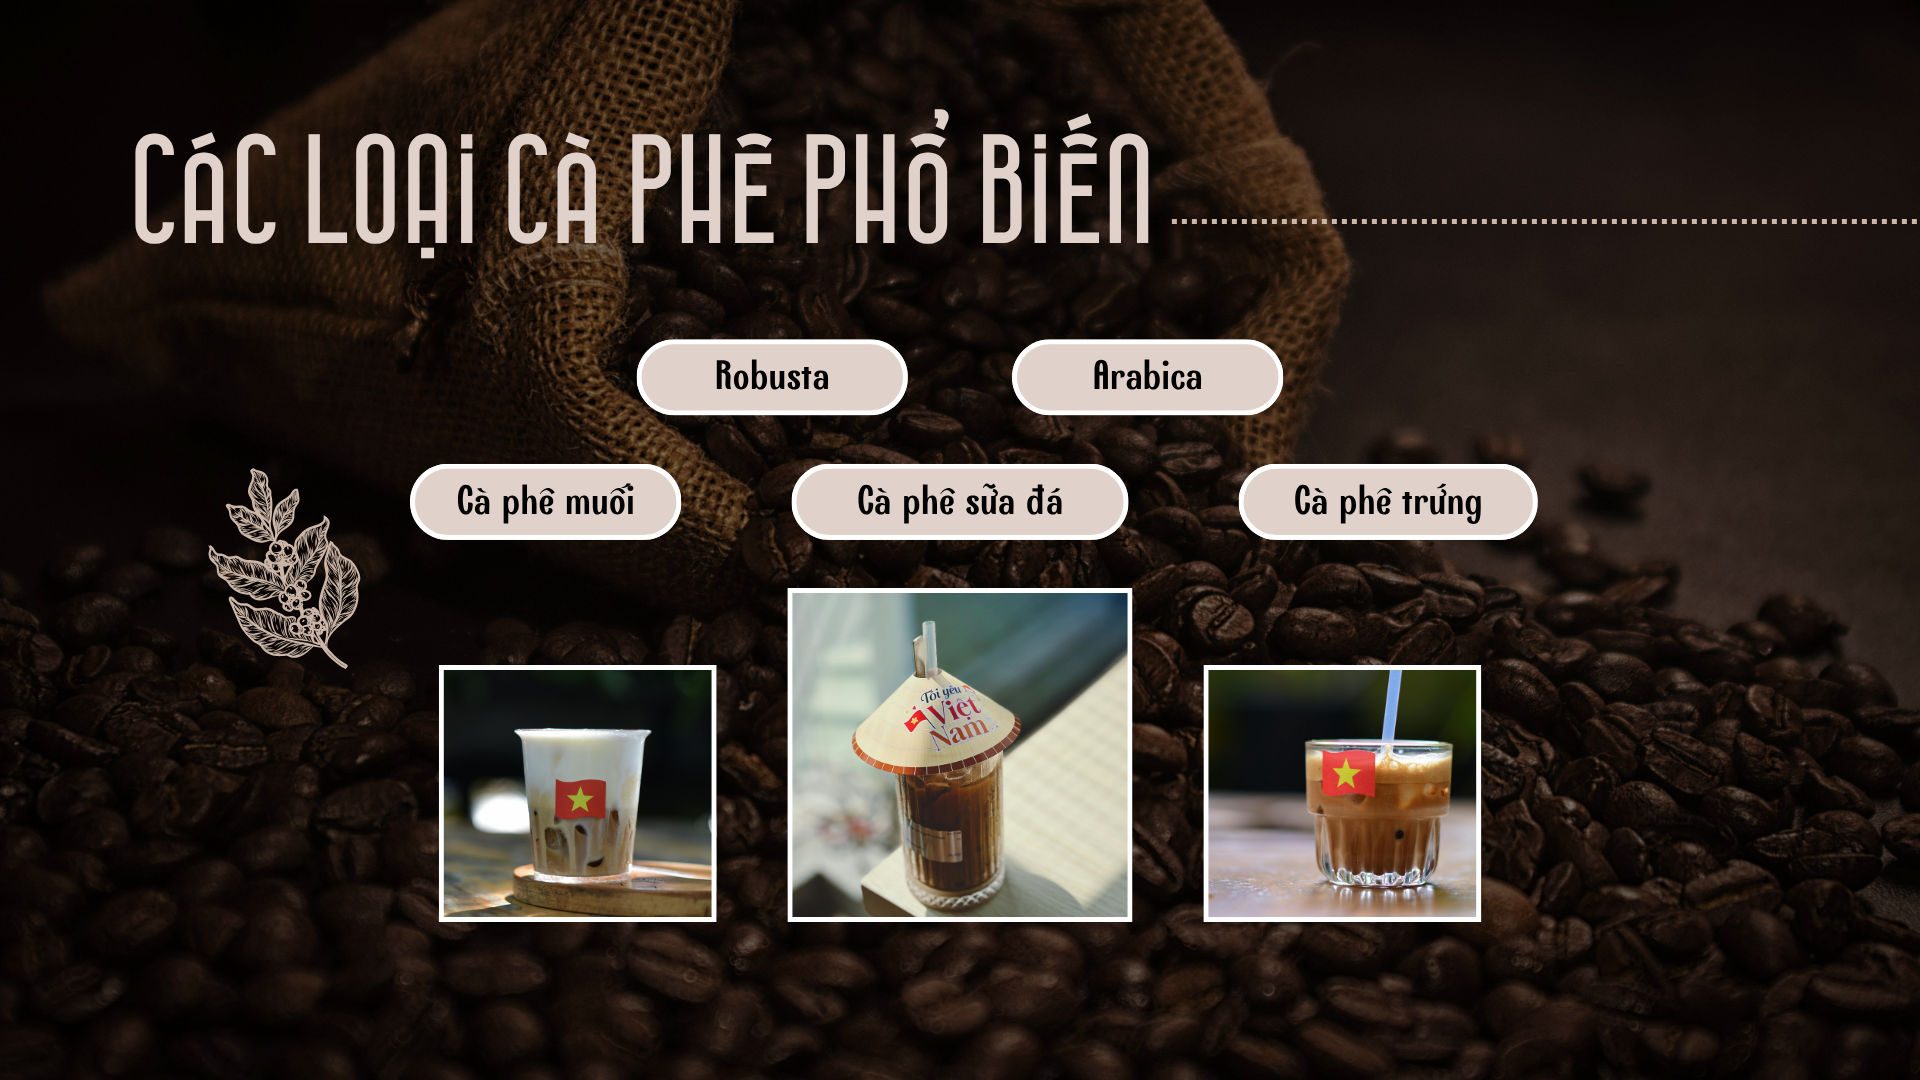 CÁC LOẠI CÀ PHÊ PHỔ BIẾN
Robusta
Arabica
Cà phê muối
Cà phê sữa đá
Cà phê trứng
Tôi yêu
Việt
Nam